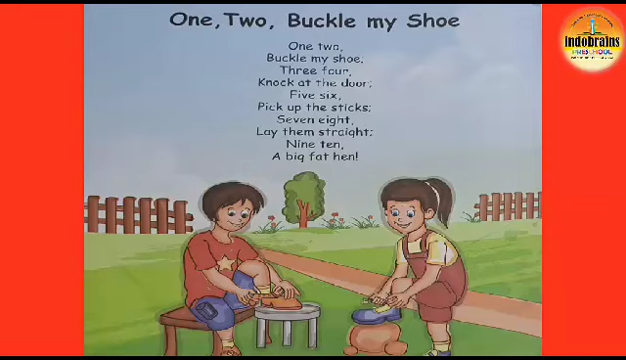 One, Two, Buckle my Shoe
One two,
Buckle my shoe,
Three four,
Knock at the door;
Five six,
Pick up the sticks;
Seven eight,
Lay them straight;
Nine ten,
A big fat hen!
indobrains
PRESCHOOL